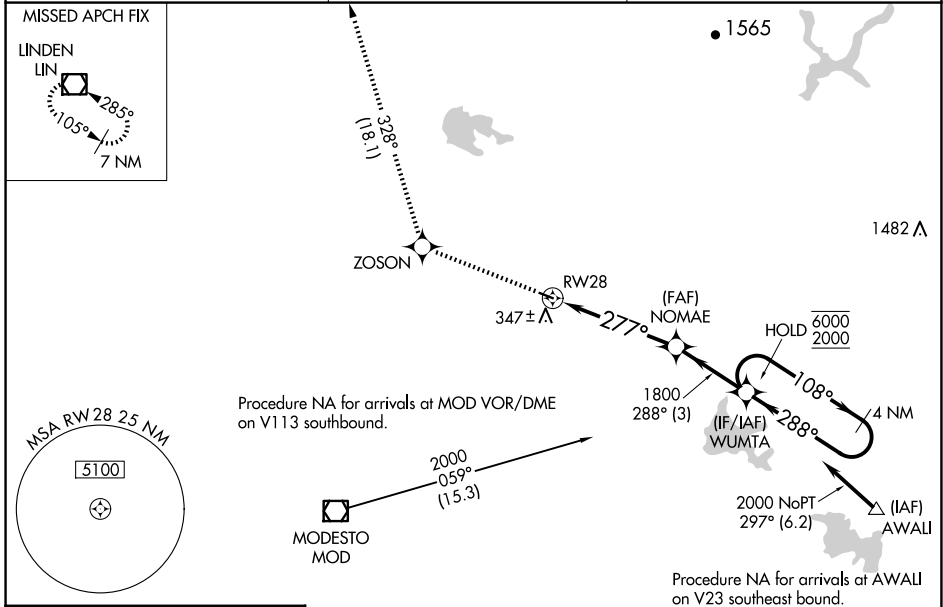 MISSED APCH FIX
LINDEN
LIN
285°
105°
7 NM
328°
(18.1)
1565
1482
ZOSON
RW28
347±
277°
(FAF)
NOMAE
HOLD 6000
2000
108°
4 NM
288°
1800
288° (3)
(IF/IAF)
WUMTA
Procedure NA for arrivals at MOD VOR/DME
on V113 southbound.
2000
059°
(15.3)
MODESTO
MOD
2000 NoPT
297° (6.2)
(IAF)
AWALI
MSA RW28 25 NM
5100
Procedure NA for arrivals at AWALI
on V23 southeast bound.